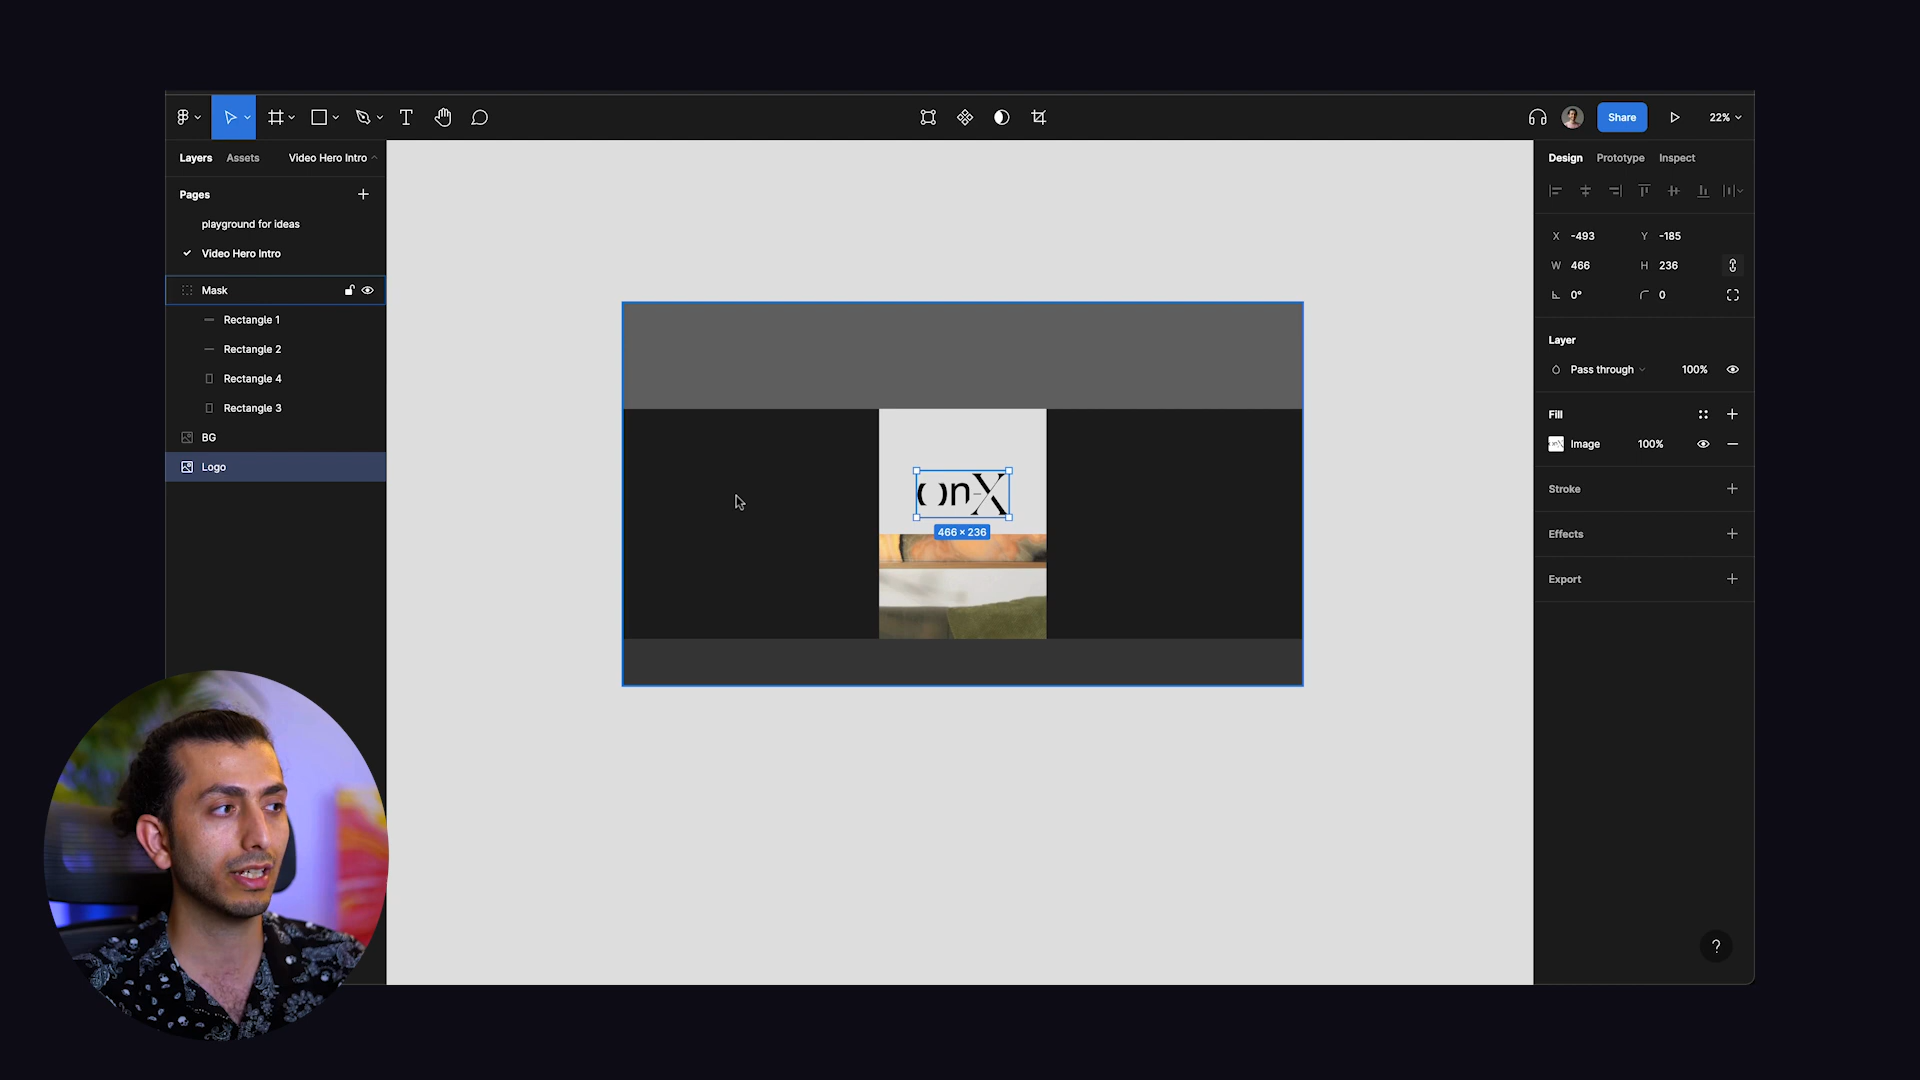 Share
22%
Layers
Assets
Video Hero Intro
Design
Prototype
Inspect
Pages
playground for ideas
Video Hero Intro
X -493
Y -185
W 466
H 236
0°
0
Mask
Rectangle 1
Rectangle 2
Rectangle 4
Rectangle 3
BG
Logo
Layer
Pass through
100%
Fill
Image
100%
Stroke
Effects
Export
onX
466 × 236
?